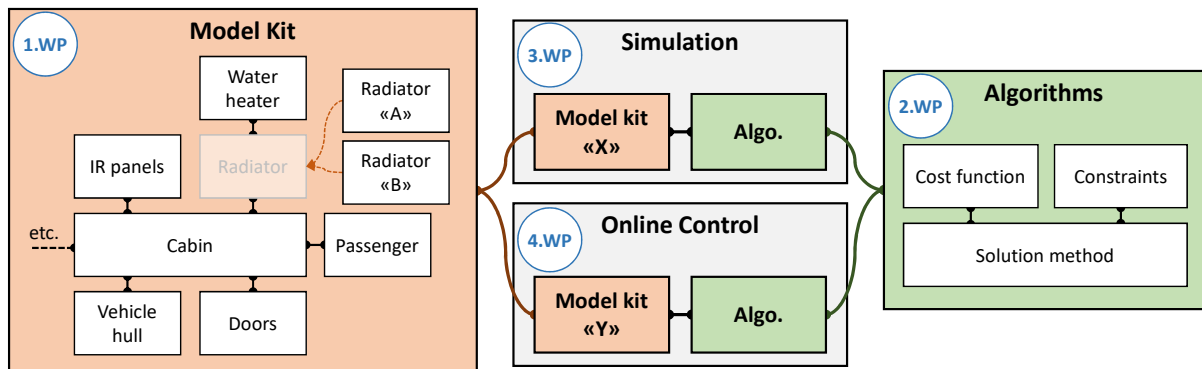 1.WP
Model Kit
Water
heater
Radiator
«A»
Radiator
Radiator
«B»
IR panels
etc.
Cabin
Passenger
Vehicle
hull
Doors
3.WP
Simulation
Model kit
«X»
Algo.
4.WP
Online Control
Model kit
«Y»
Algo.
2.WP
Algorithms
Cost function
Constraints
Solution method